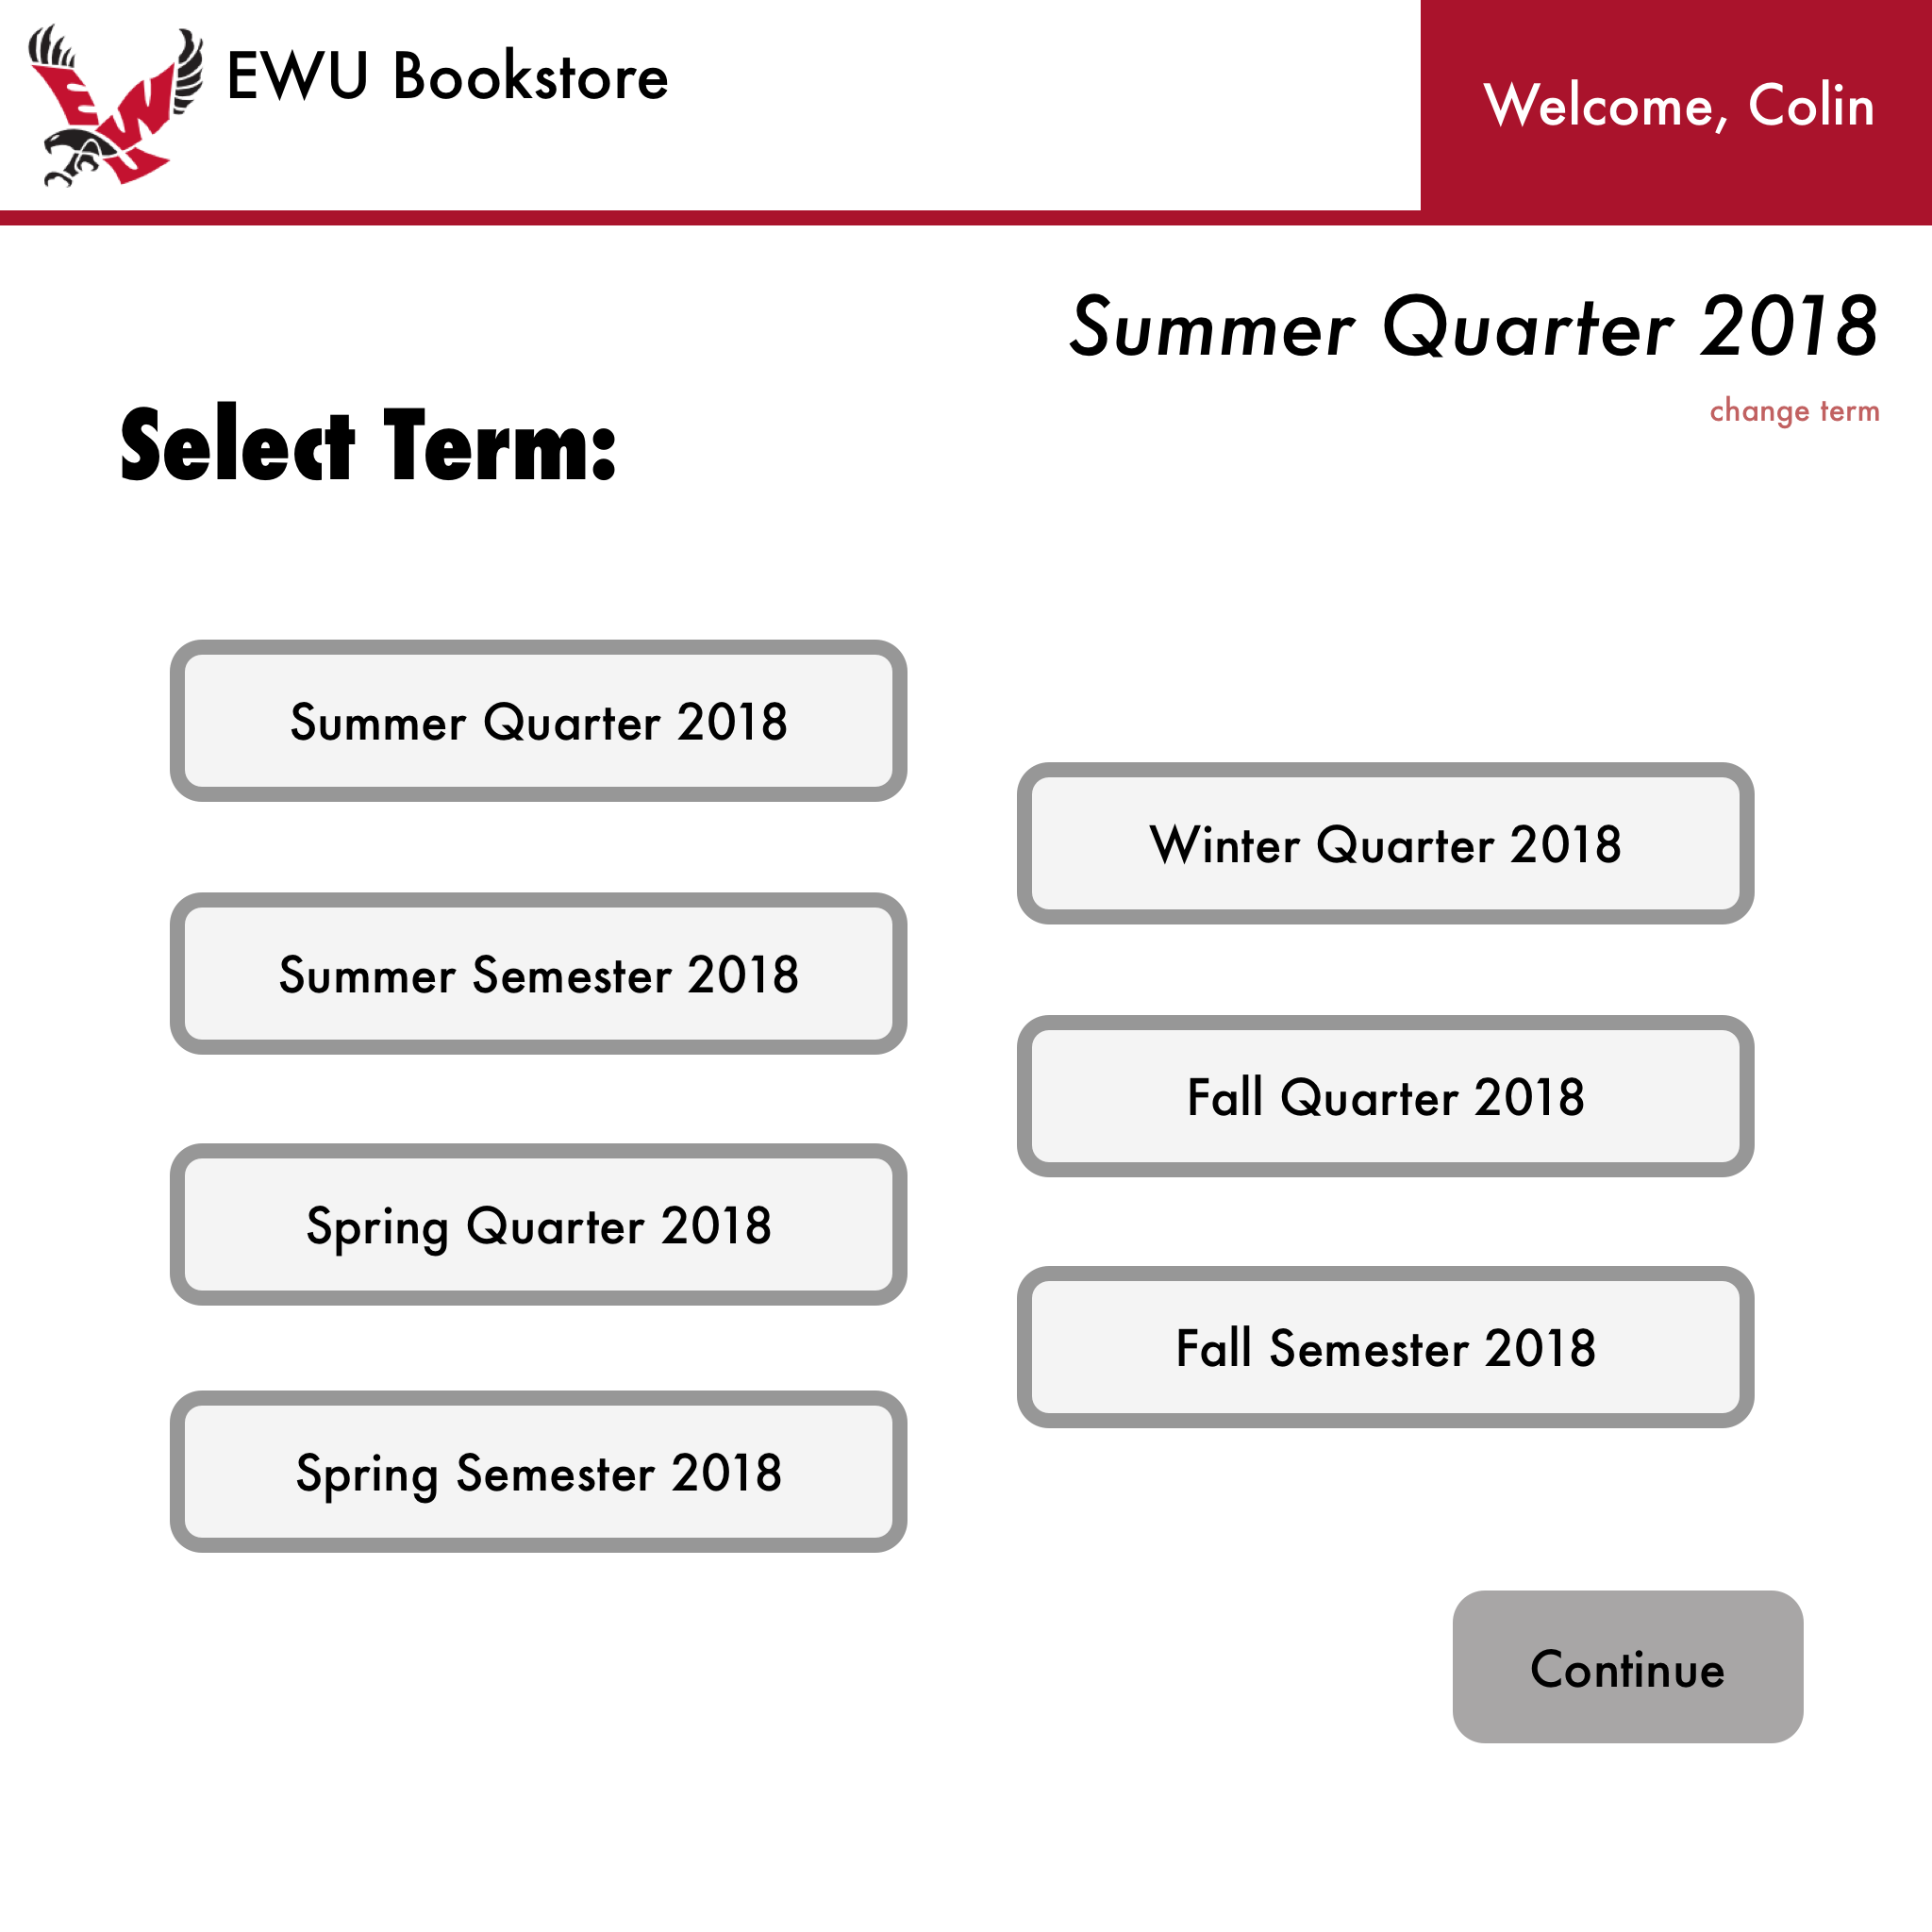 EWU Bookstore
Welcome, Colin
Summer Quarter 2018
change term
Select Term:
Summer Quarter 2018
Summer Semester 2018
Spring Quarter 2018
Spring Semester 2018
Winter Quarter 2018
Fall Quarter 2018
Fall Semester 2018
Continue